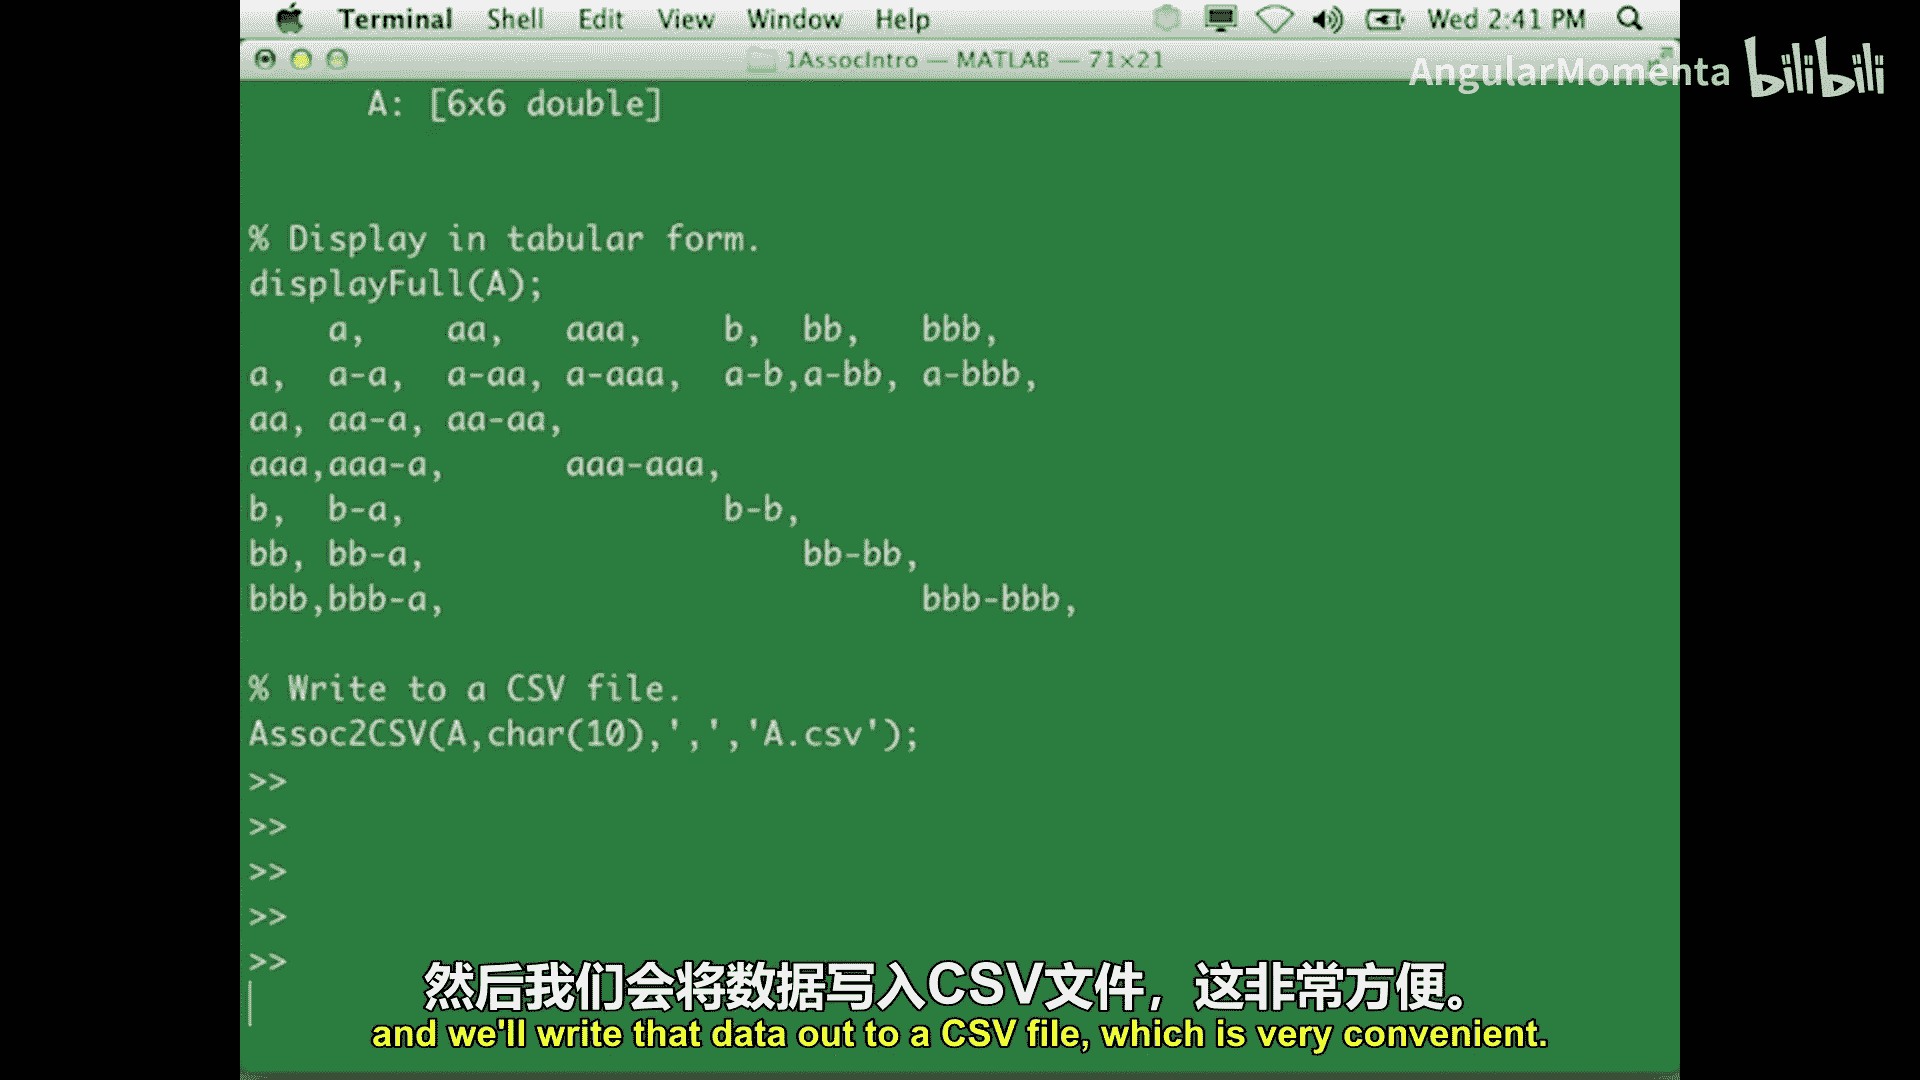 Terminal Shell Edit View Window Help Wed 2:41 PM
1AssocIntro — MATLAB — 71×21
AngularMomenta bilibili
A: [6x6 double]
% Display in tabular form.
displayFull(A);
a, aa, aaa, b, bb, bbb,
a, a-a, a-aa, a-aaa, a-b,a-bb, a-bbb,
aa, aa-a, aa-aa,
aaa,aaa-a, aaa-aaa,
b, b-a, b-b,
bb, bb-a, bb-bb,
bbb,bbb-a, bbb-bbb,
% Write to a CSV file.
Assoc2CSV(A,char(10),',','A.csv');
>>
>>
>>
>>
>>
然后我们会将数据写入CSV文件，这非常方便。
and we'll write that data out to a CSV file, which is very convenient.